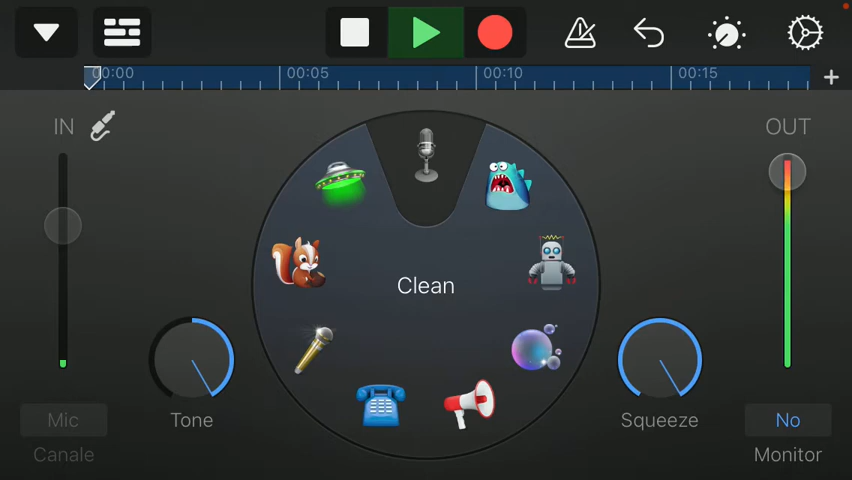 00:00
00:05
00:10
00:15
+
IN
OUT
Clean
Tone
Squeeze
Mic
No
Canale
Monitor